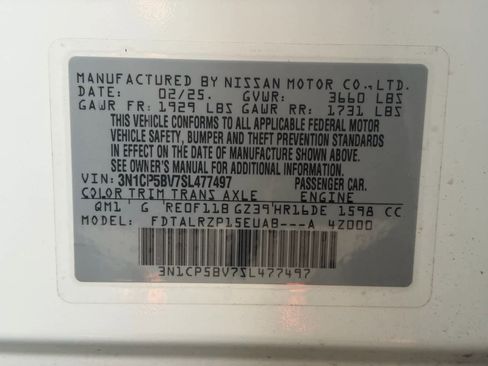 MANUFACTURED BY NISSAN MOTOR CO.,LTD.
DATE: 02/25. GVWR: 3660 LBS
GAWR FR: 1929 LBS GAWR RR: 1731 LBS
THIS VEHICLE CONFORMS TO ALL APPLICABLE FEDERAL MOTOR
VEHICLE SAFETY, BUMPER AND THEFT PREVENTION STANDARDS
IN EFFECT ON THE DATE OF MANUFACTURE SHOWN ABOVE.
SEE OWNER'S MANUAL FOR ADDITIONAL INFORMATION.
VIN: 3N1CP5BV7SL477497 PASSENGER CAR.
COLOR TRIM TRANS AXLE ENGINE
QM1 G RE0F11B GZ39 HR16DE 1598 CC
MODEL: FDTALRZP15EUAB---A 4Z000
3N1CP5BV7SL477497